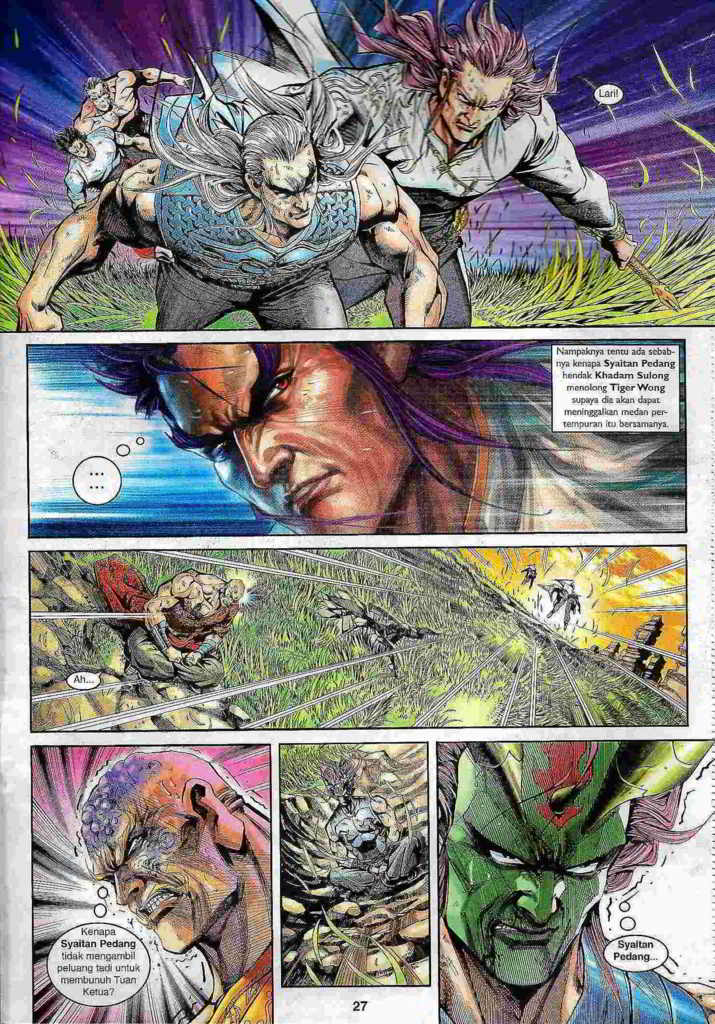 Lari!
Nampaknya tentu ada sebab-
nya kenapa Syaitan Pedang
hendak Khadam Sulong
menolong Tiger Wong
supaya dia akan dapat
meninggalkan medan per-
tempuran itu bersamanya.
...
...
Ah...
Kenapa
Syaitan Pedang
tidak mengambil
peluang tadi untuk
membunuh Tuan
Ketua?
Syaitan
Pedang...
27